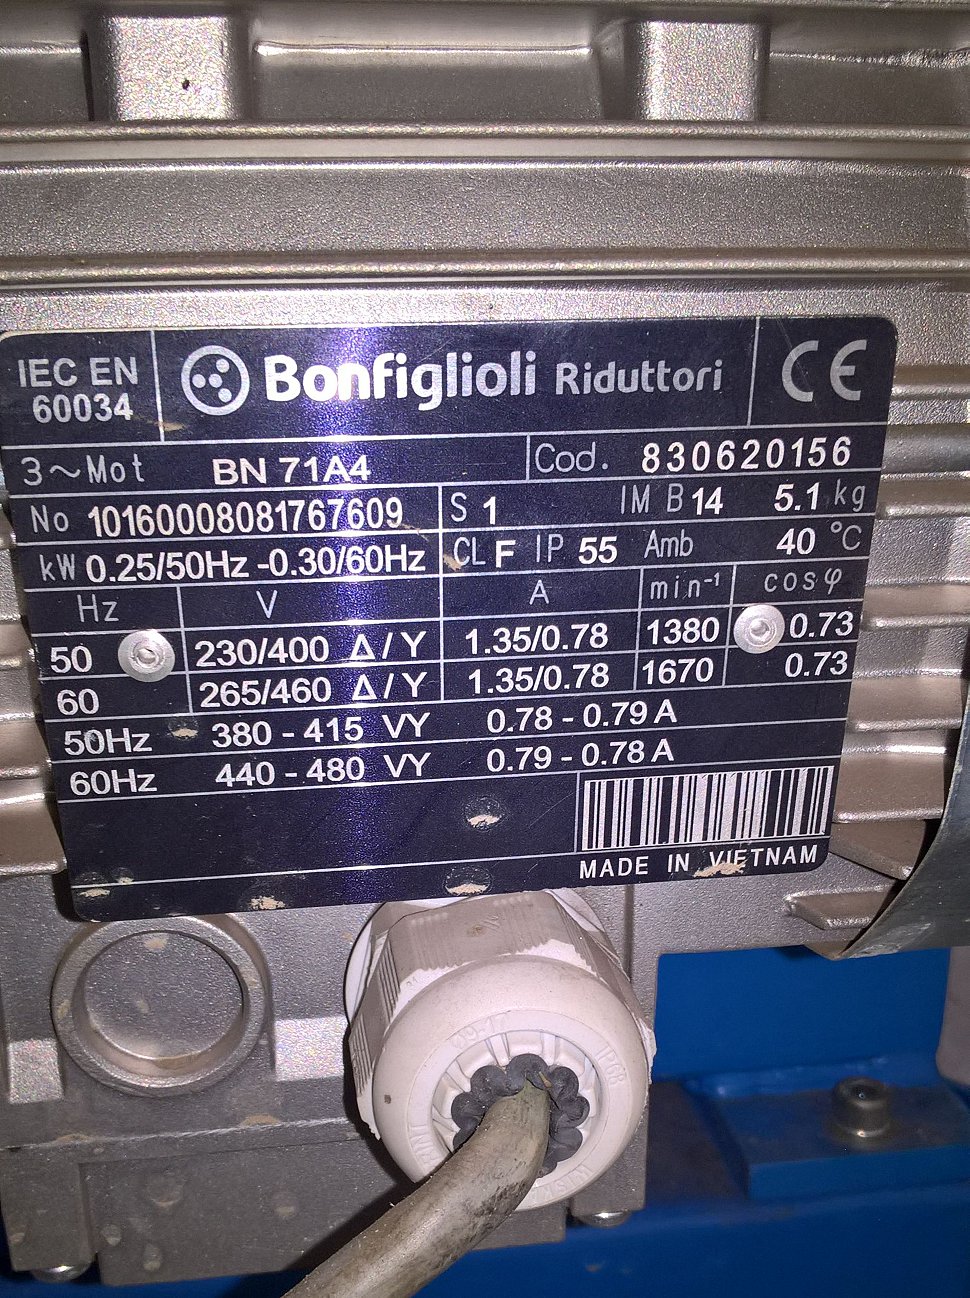 IEC EN
60034
Bonfiglioli Riduttori
CE
3~Mot BN 71A4 Cod. 830620156
No 10160008081767609 S 1 IM B 14 5.1 kg
kW 0.25/50Hz -0.30/60Hz CL F IP 55 Amb 40 °C
Hz V A min⁻¹ cosφ
50 230/400 Δ/Y 1.35/0.78 1380 0.73
60 265/460 Δ/Y 1.35/0.78 1670 0.73
50Hz 380 - 415 VY 0.78 - 0.79 A
60Hz 440 - 480 VY 0.79 - 0.78 A
MADE IN VIETNAM
IP68